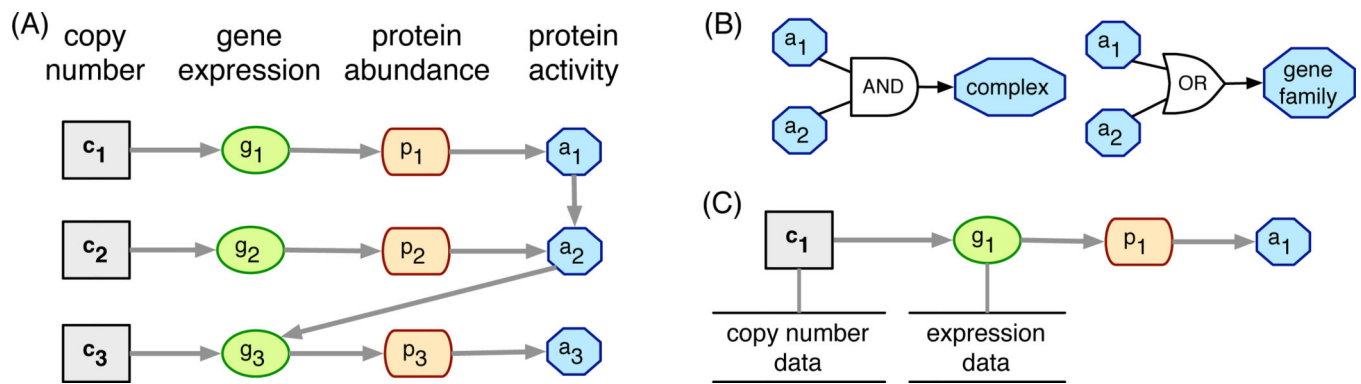 (A)
copy number
gene expression
protein abundance
protein activity
c1
g1
p1
a1
c2
g2
p2
a2
c3
g3
p3
a3
(B)
a1
a2
AND
complex
a1
a2
OR
gene family
(C)
c1
g1
p1
a1
copy number data
expression data